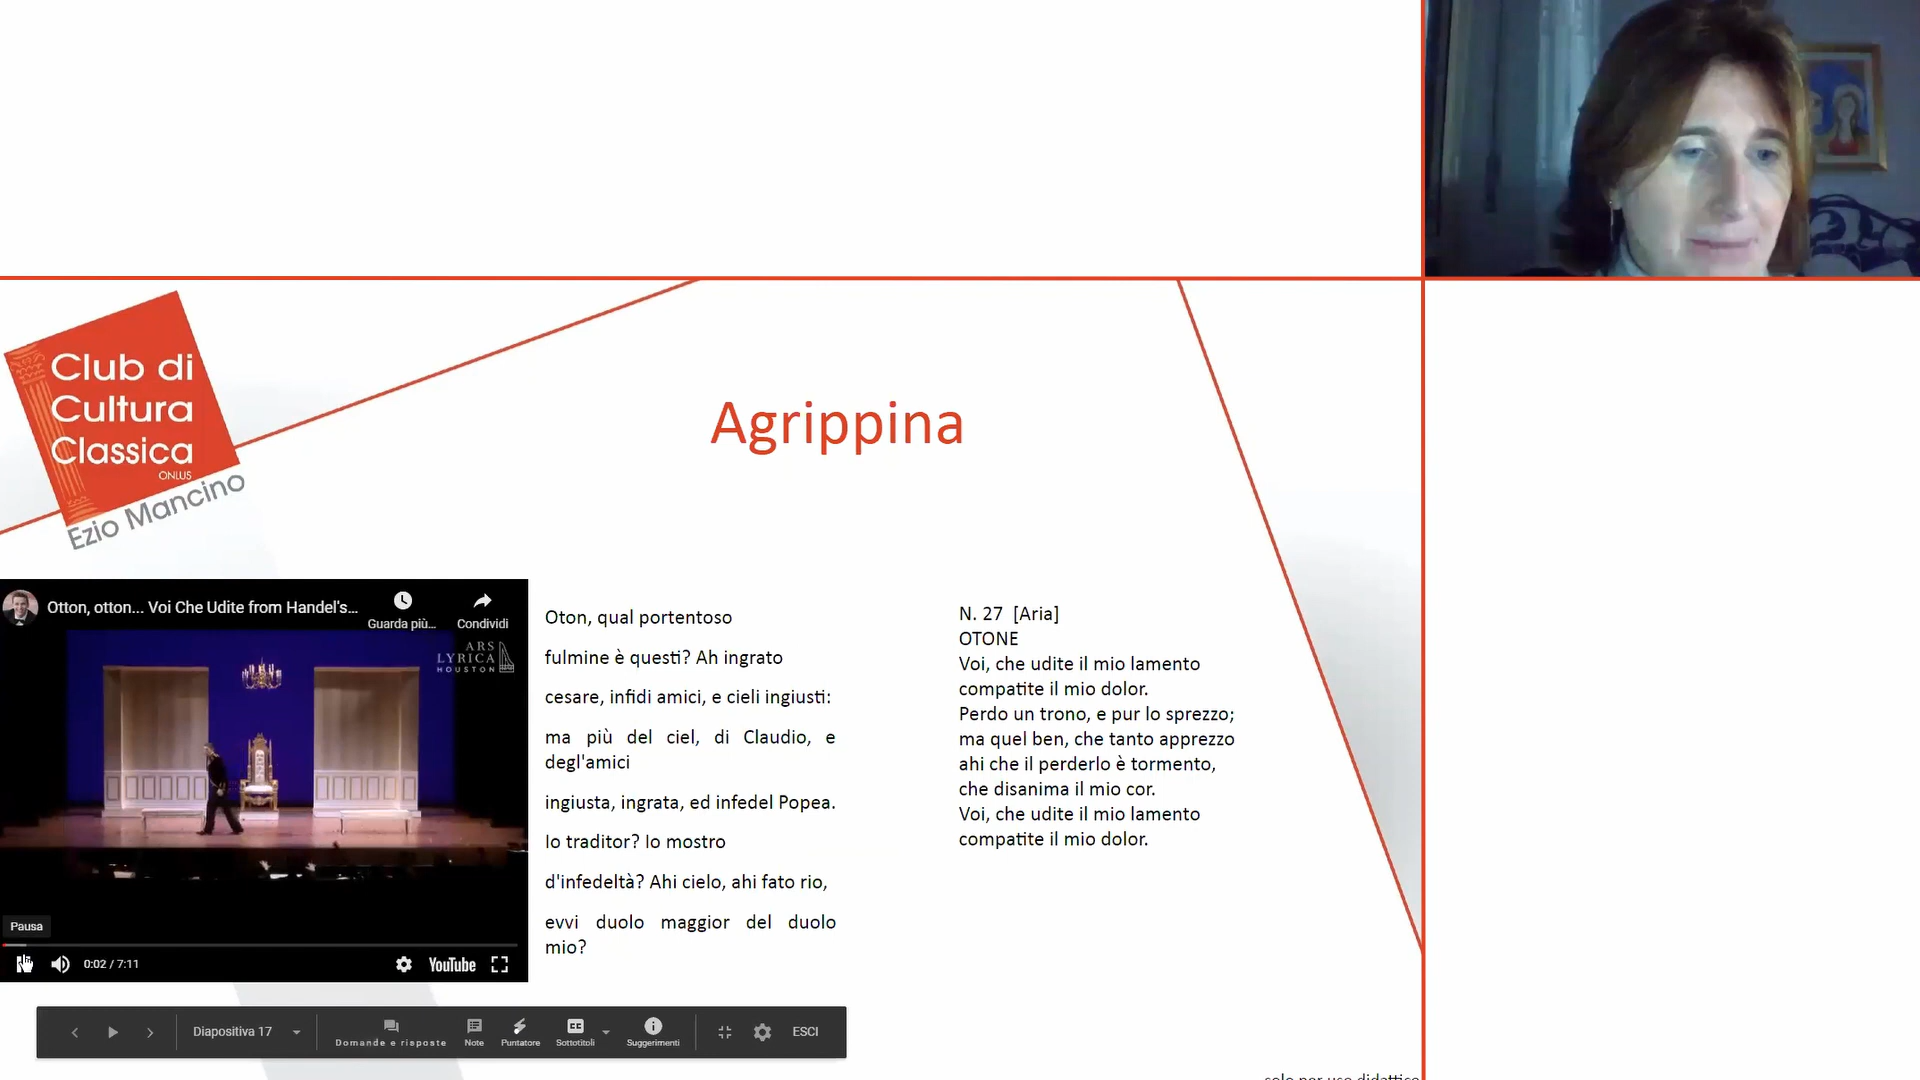 Club di
Cultura
Classica
ONLUS
Ezio Mancino
Agrippina
Otton, otton... Voi Che Udite from Handel's...
Guarda più...
Condividi
ARS
LYRICA
HOUSTON
Pausa
0:02 / 7:11
YouTube
Oton, qual portentoso
fulmine è questi? Ah ingrato
cesare, infidi amici, e cieli ingiusti:
ma più del ciel, di Claudio, e
degl'amici
ingiusta, ingrata, ed infedel Popea.
Io traditor? Io mostro
d'infedeltà? Ahi cielo, ahi fato rio,
evvi duolo maggior del duolo
mio?
N. 27 [Aria]
OTONE
Voi, che udite il mio lamento
compatite il mio dolor.
Perdo un trono, e pur lo sprezzo;
ma quel ben, che tanto apprezzo
ahi che il perderlo è tormento,
che disanima il mio cor.
Voi, che udite il mio lamento
compatite il mio dolor.
Diapositiva 17
Domande e risposte
Note
Puntatore
CC
Sottotitoli
Suggerimenti
ESCI
solo per uso didattico